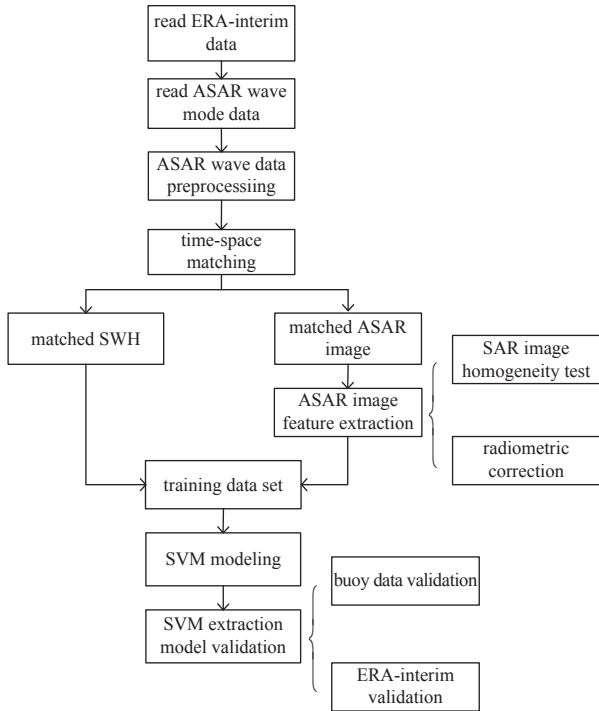 read ERA-interim
data
read ASAR wave
mode data
ASAR wave data
preprocessiing
time-space
matching
matched SWH
matched ASAR
image
SAR image
homogeneity test
ASAR image
feature extraction
radiometric
correction
training data set
SVM modeling
buoy data validation
SVM extraction
model validation
ERA-interim
validation